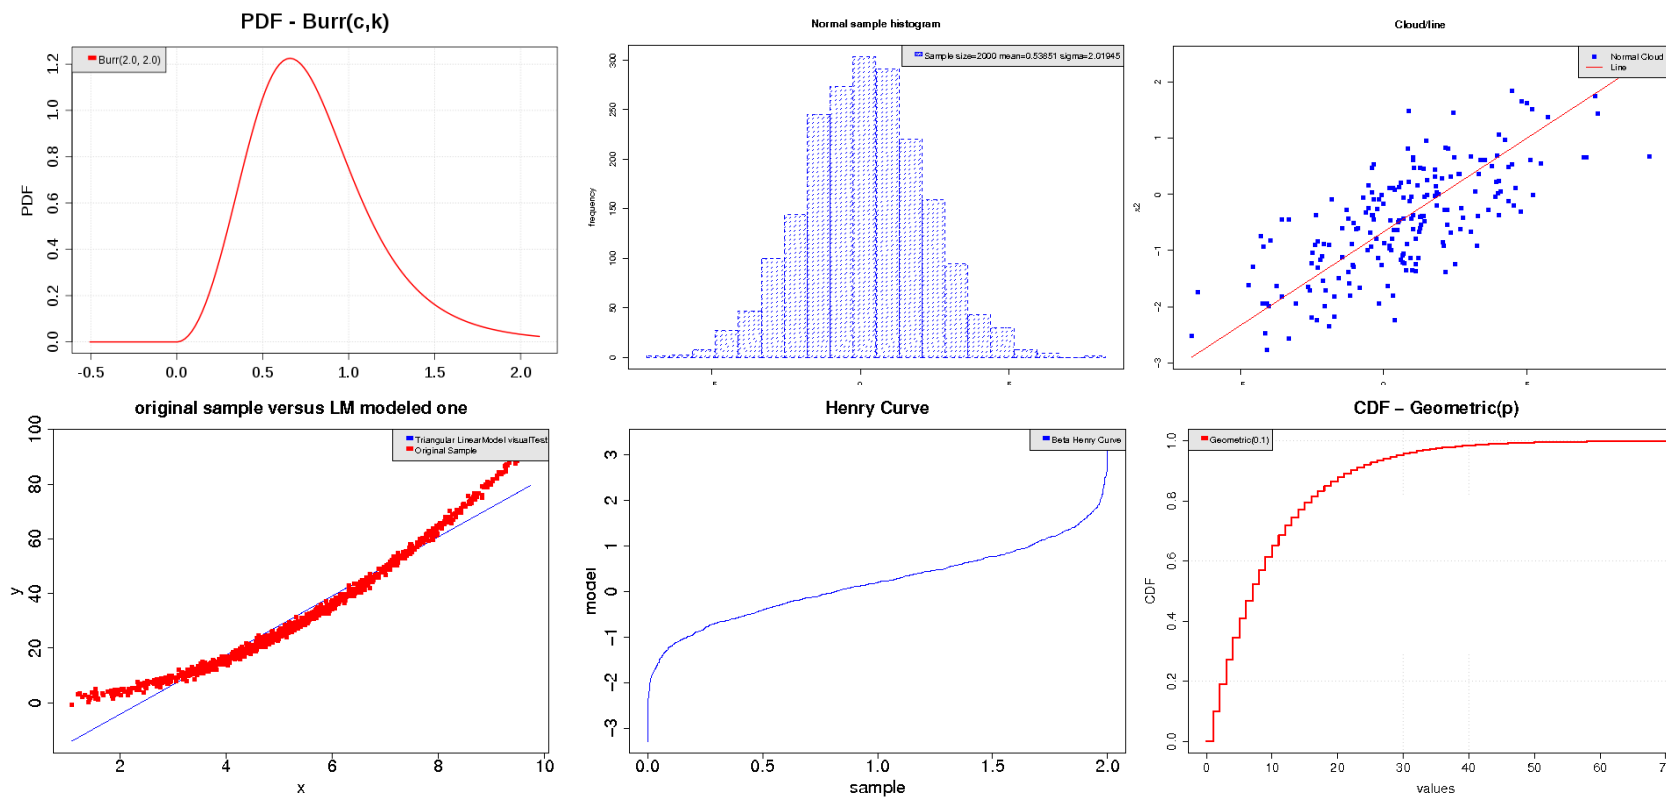 PDF - Burr(c,k)
Burr(2.0, 2.0)
PDF
0.0 0.2 0.4 0.6 0.8 1.0 1.2
-0.5 0.0 0.5 1.0 1.5 2.0
Normal sample histogram
Sample size=2000 mean=0.53651 sigma=2.01945
frequency
0 50 100 150 200 250 300
-5 0 5
Cloud/line
Normal Cloud
Line
x2
-3 -2 -1 0 1 2
-5 0 5
original sample versus LM modeled one
Triangular LinearModel visualTest
Original Sample
y
0 20 40 60 80 100
2 4 6 8 10
x
Henry Curve
Beta Henry Curve
model
-3 -2 -1 0 1 2 3
0.0 0.5 1.0 1.5 2.0
sample
CDF – Geometric(p)
Geometric(0.1)
CDF
0.0 0.2 0.4 0.6 0.8 1.0
0 10 20 30 40 50 60
values